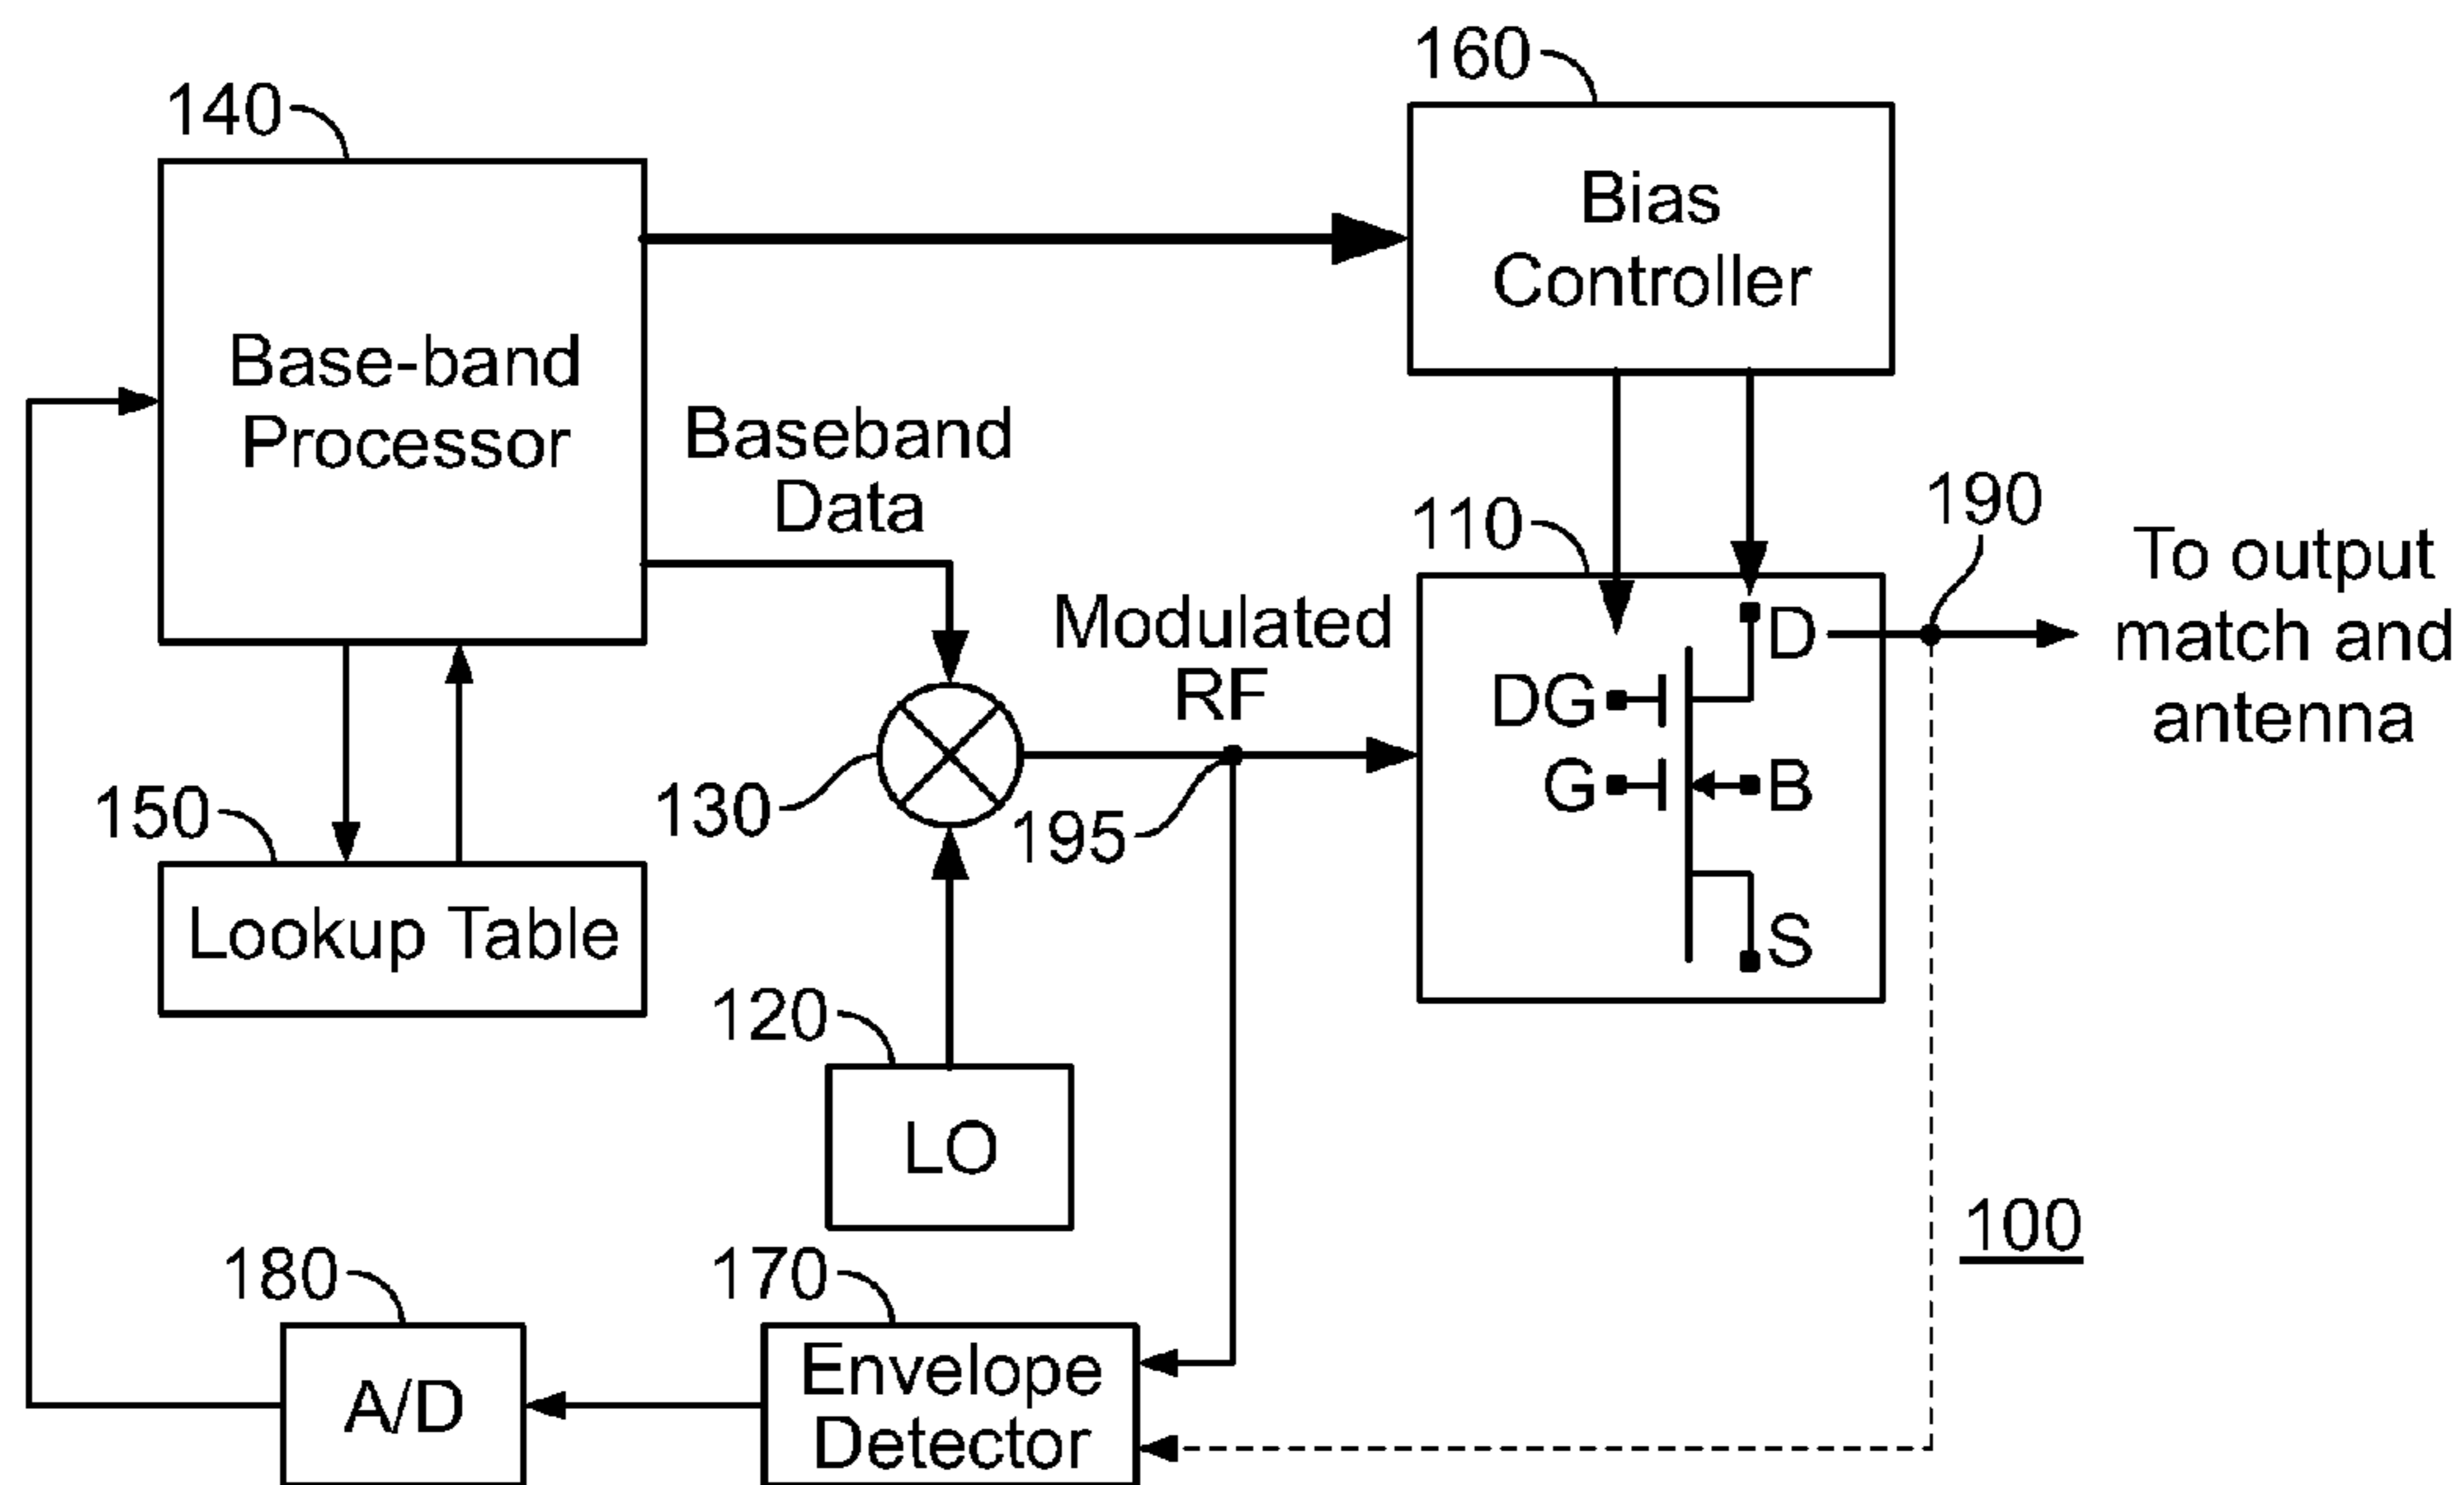 160
140
Bias
Controller
Base-band
Processor
Baseband
Data
110
190
To output
match and
antenna
Modulated
RF
D
DG
G
B
S
150
130
195
Lookup Table
120
LO
100
180
170
A/D
Envelope
Detector